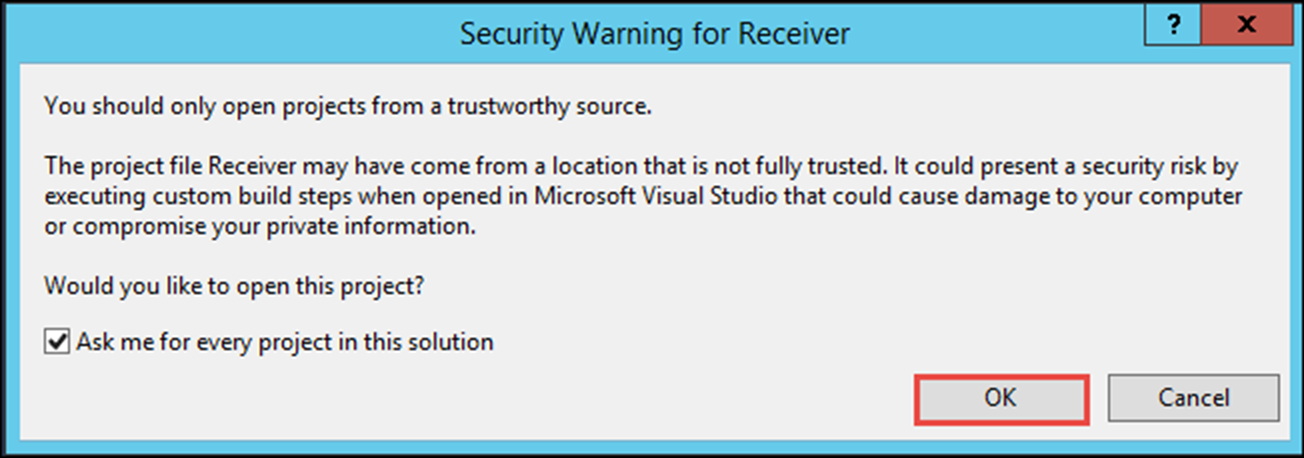 Security Warning for Receiver
?
X
You should only open projects from a trustworthy source.
The project file Receiver may have come from a location that is not fully trusted. It could present a security risk by
executing custom build steps when opened in Microsoft Visual Studio that could cause damage to your computer
or compromise your private information.
Would you like to open this project?
Ask me for every project in this solution
OK
Cancel